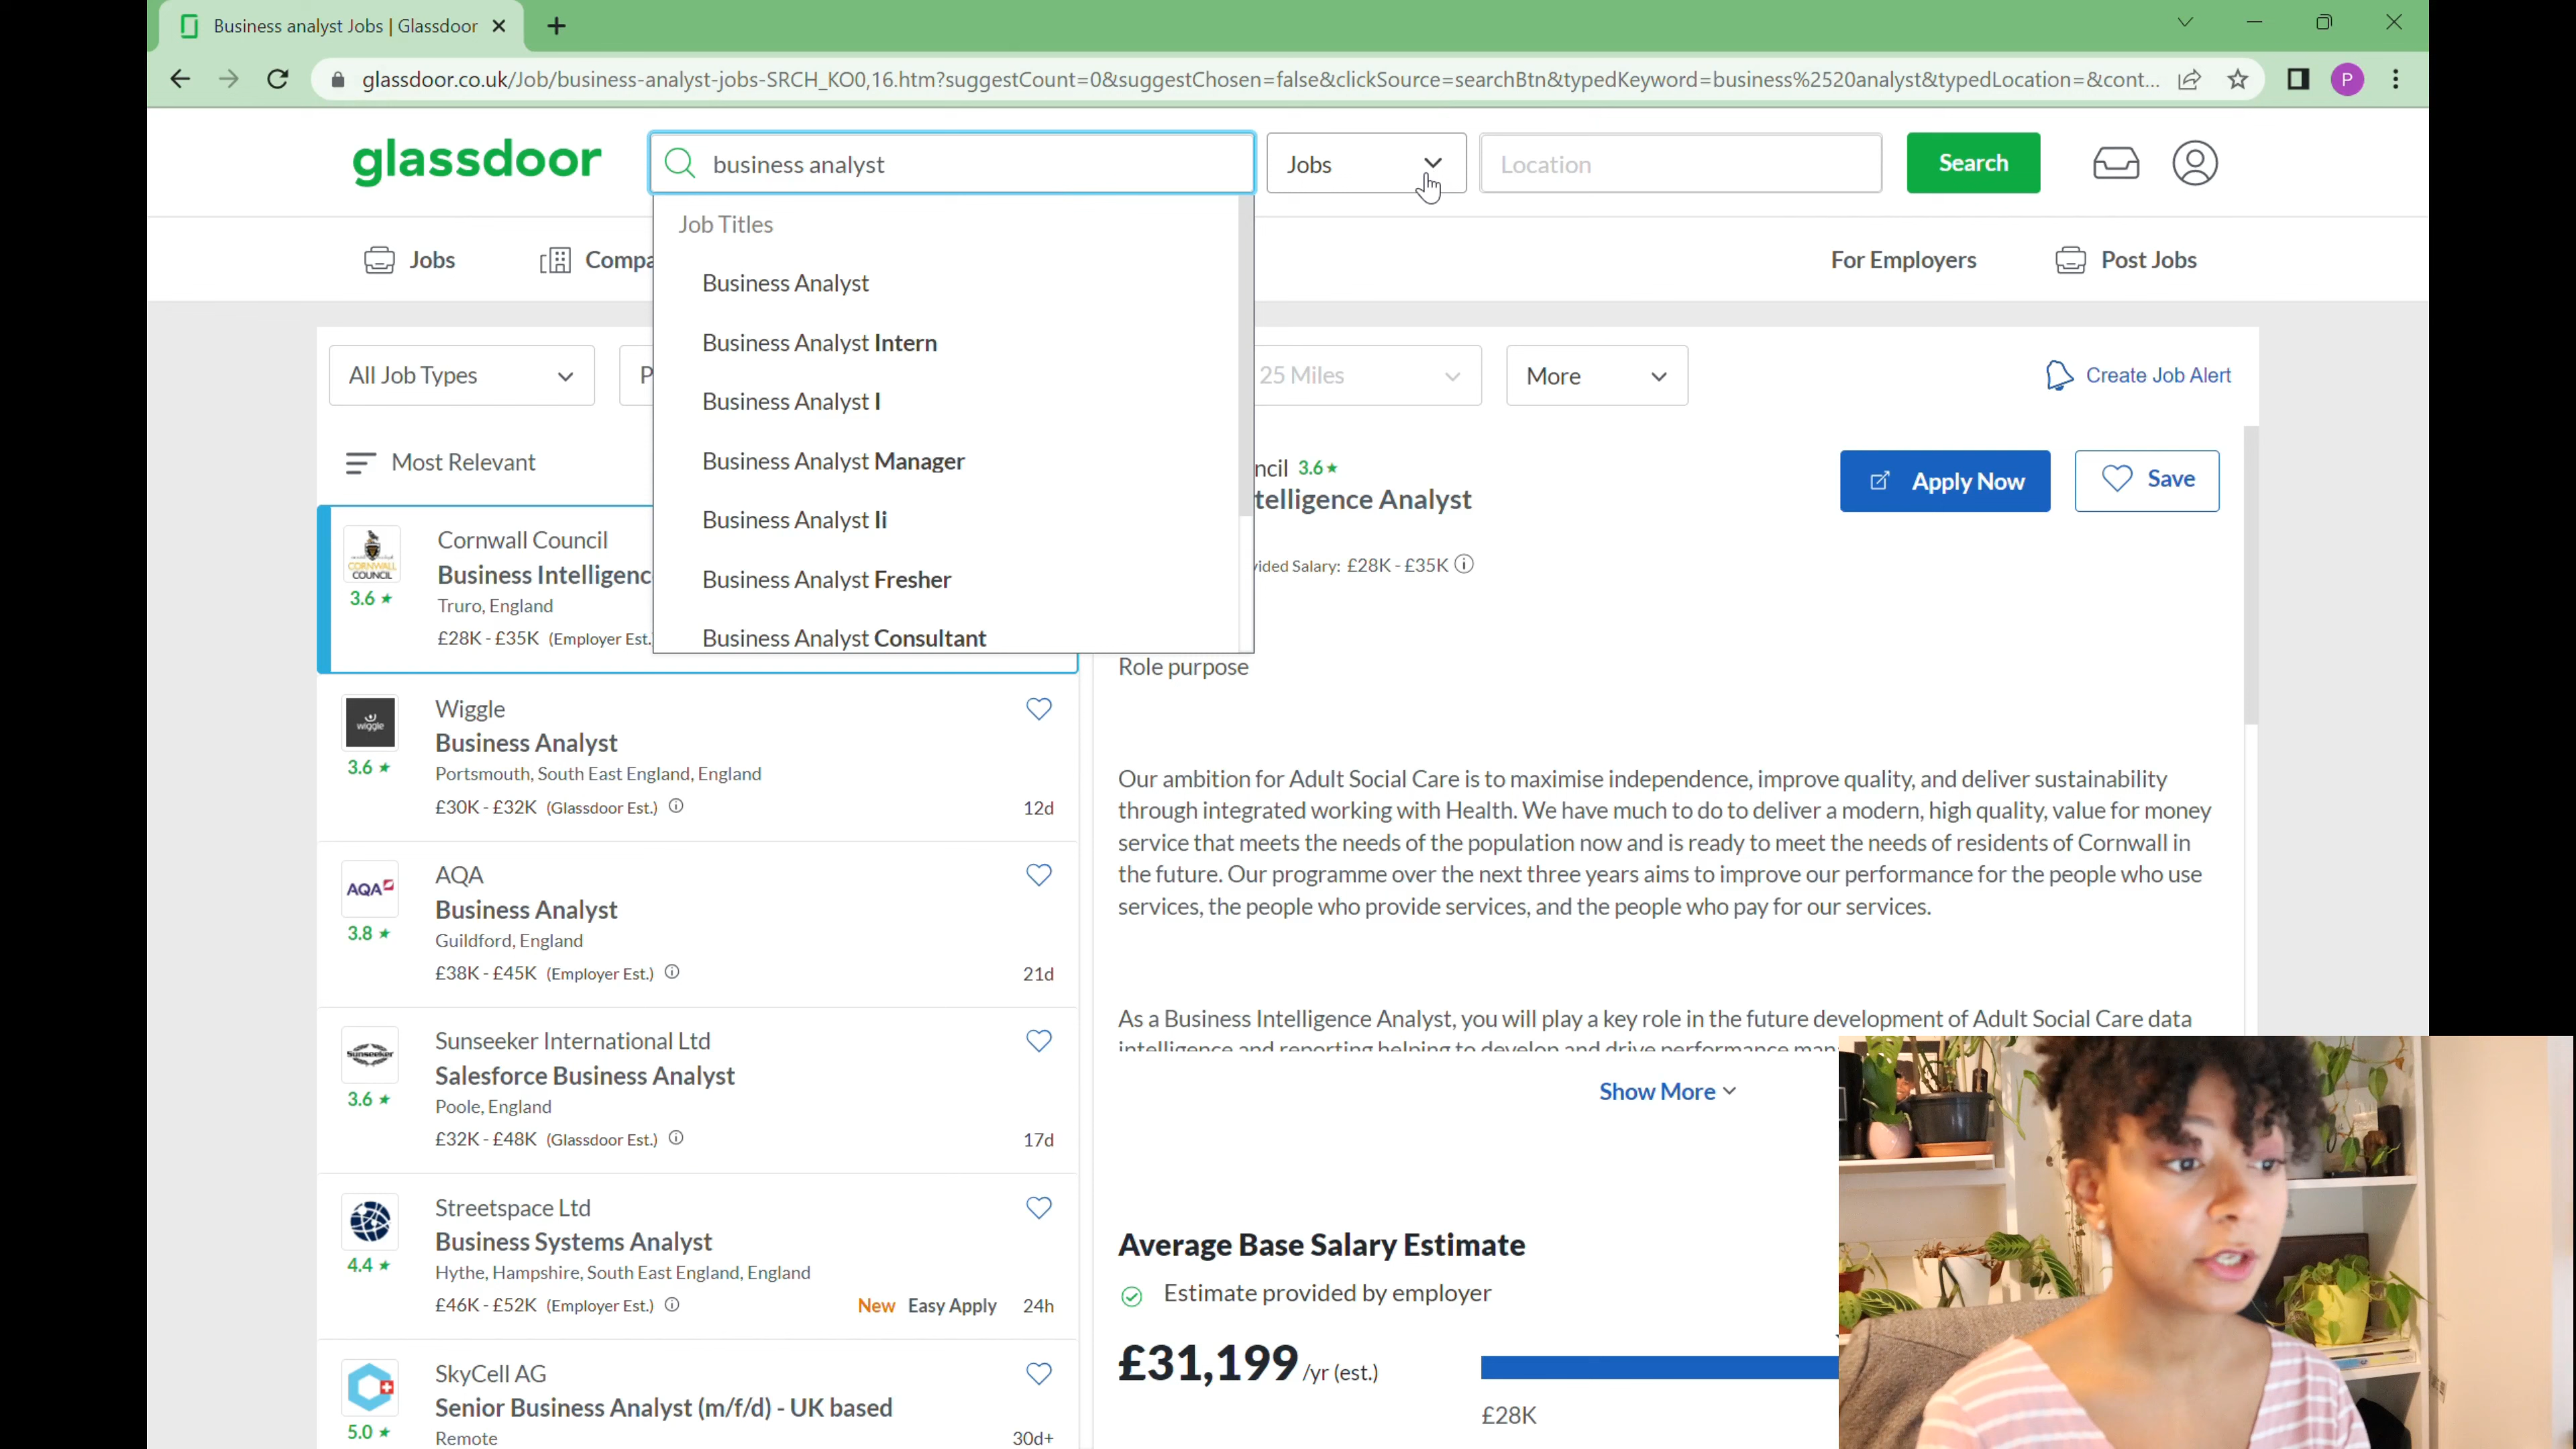 Business analyst Jobs | Glassdoor
glassdoor.co.uk/Job/business-analyst-jobs-SRCH_KO0,16.htm?suggestCount=0&suggestChosen=false&clickSource=searchBtn&typedKeyword=business%2520analyst&typedLocation=&cont...
P
glassdoor
business analyst
Jobs
Location
Search
Job Titles
Business Analyst
Business Analyst Intern
Business Analyst I
Business Analyst Manager
Business Analyst Ii
Business Analyst Fresher
Business Analyst Consultant
Jobs
Compa
For Employers
Post Jobs
All Job Types
P
25 Miles
More
Create Job Alert
Most Relevant
CORNWALL
COUNCIL
3.6 ★
Cornwall Council
Business Intelligenc
Truro, England
£28K - £35K (Employer Est.
wiggle
3.6 ★
Wiggle
Business Analyst
Portsmouth, South East England, England
£30K - £32K (Glassdoor Est.)
12d
AQA
3.8 ★
AQA
Business Analyst
Guildford, England
£38K - £45K (Employer Est.)
21d
Sunseeker
3.6 ★
Sunseeker International Ltd
Salesforce Business Analyst
Poole, England
£32K - £48K (Glassdoor Est.)
17d
4.4 ★
Streetspace Ltd
Business Systems Analyst
Hythe, Hampshire, South East England, England
£46K - £52K (Employer Est.)
New Easy Apply 24h
5.0 ★
SkyCell AG
Senior Business Analyst (m/f/d) - UK based
Remote
30d+
ncil 3.6 ★
telligence Analyst
vided Salary: £28K - £35K
Apply Now
Save
Role purpose
Our ambition for Adult Social Care is to maximise independence, improve quality, and deliver sustainability
through integrated working with Health. We have much to do to deliver a modern, high quality, value for money
service that meets the needs of the population now and is ready to meet the needs of residents of Cornwall in
the future. Our programme over the next three years aims to improve our performance for the people who use
services, the people who provide services, and the people who pay for our services.
As a Business Intelligence Analyst, you will play a key role in the future development of Adult Social Care data
intelligence and reporting helping to develop and drive performance man
Show More
Average Base Salary Estimate
Estimate provided by employer
£31,199 /yr (est.)
£28K